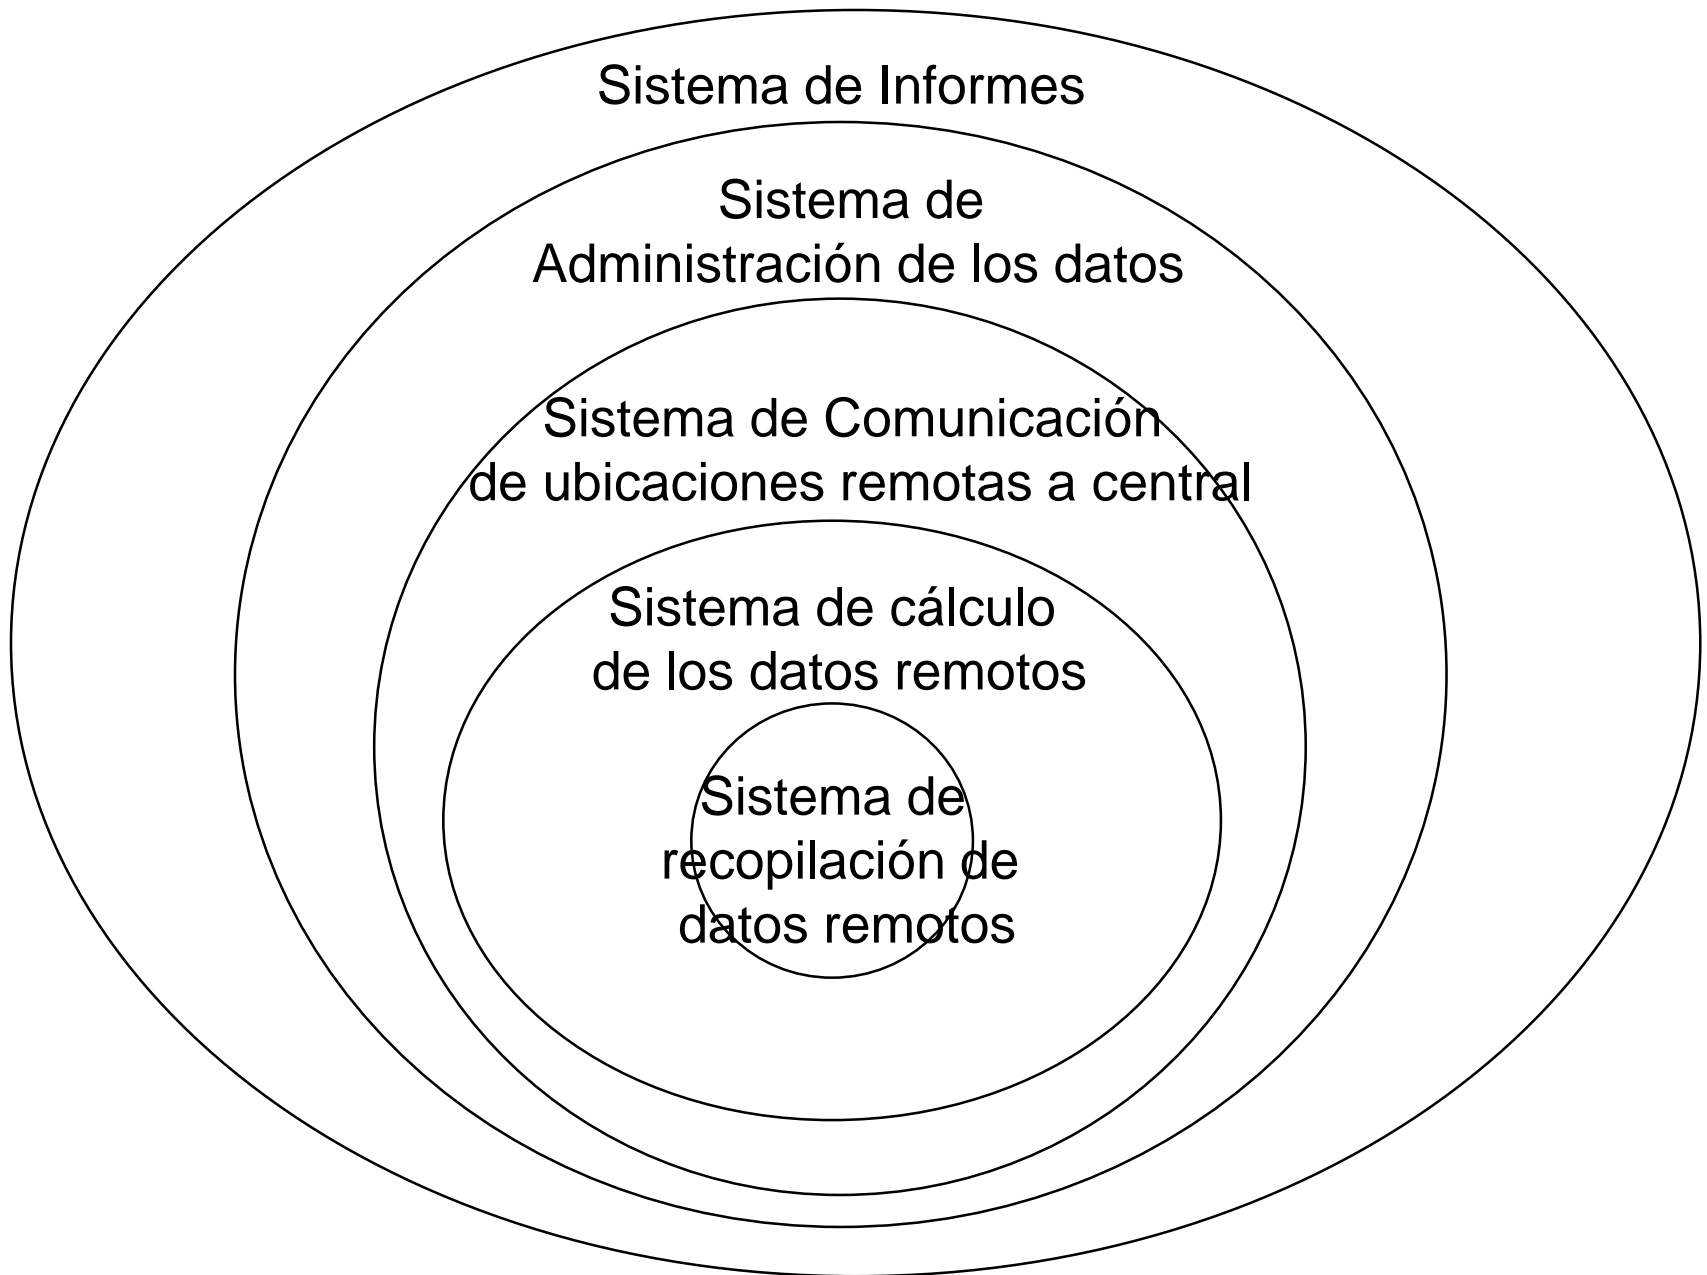 Sistema de Informes
Sistema de
Administración de los datos
Sistema de Comunicación
de ubicaciones remotas a central
Sistema de cálculo
de los datos remotos
Sistema de
recopilación de
datos remotos